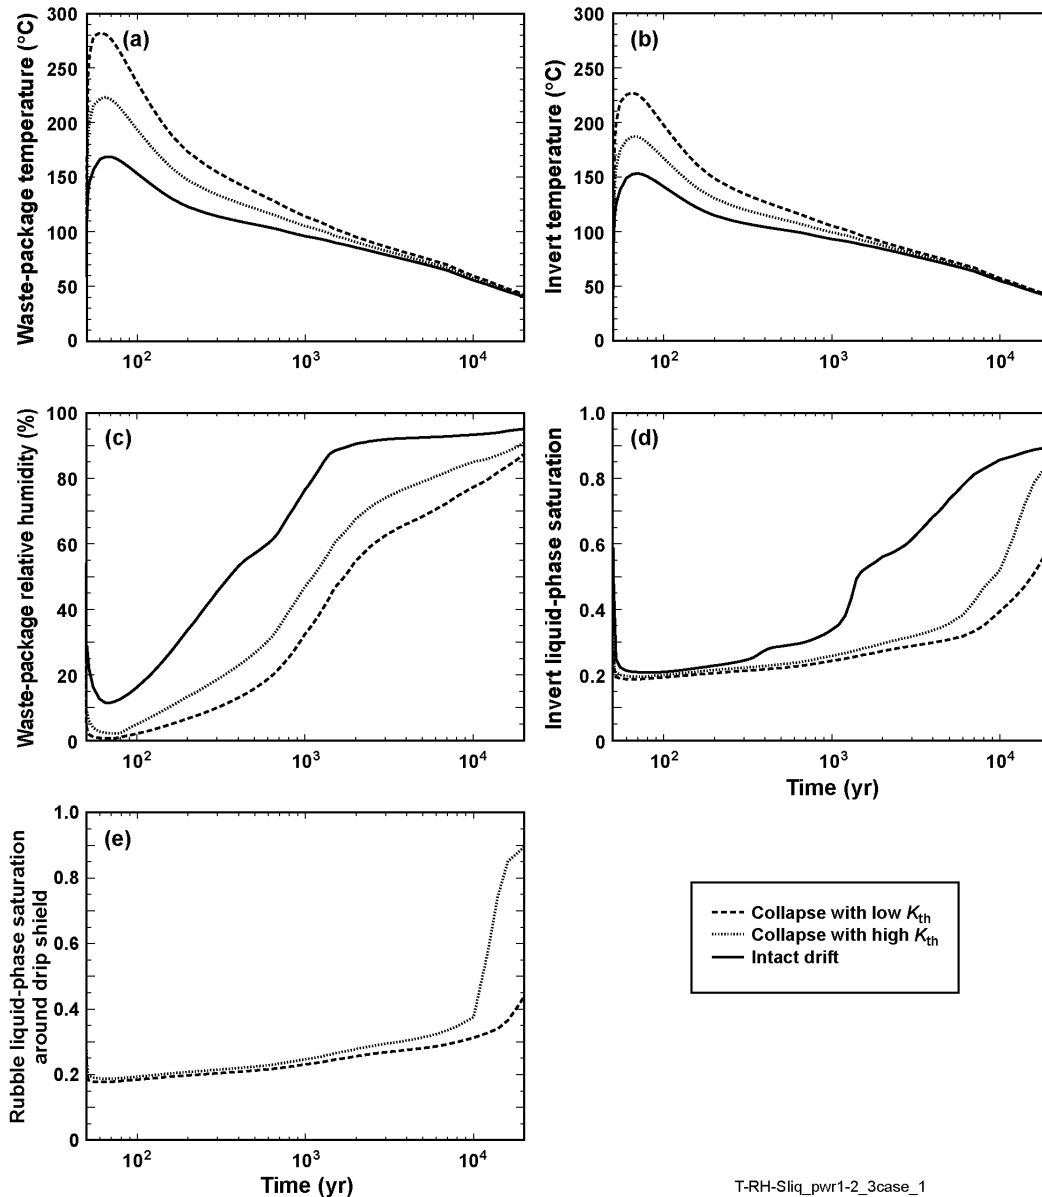 (a)
Waste-package temperature (°C)
300
250
200
150
100
50
0
10²
10³
10⁴
(b)
Invert temperature (°C)
300
250
200
150
100
50
0
10²
10³
10⁴
(c)
Waste-package relative humidity (%)
100
80
60
40
20
0
10²
10³
10⁴
(d)
Invert liquid-phase saturation
1.0
0.8
0.6
0.4
0.2
0
10²
10³
10⁴
Time (yr)
(e)
Rubble liquid-phase saturation
around drip shield
1.0
0.8
0.6
0.4
0.2
0
10²
10³
10⁴
Time (yr)
Collapse with low Kth
Collapse with high Kth
Intact drift
T-RH-Sliq_pwr1-2_3case_1